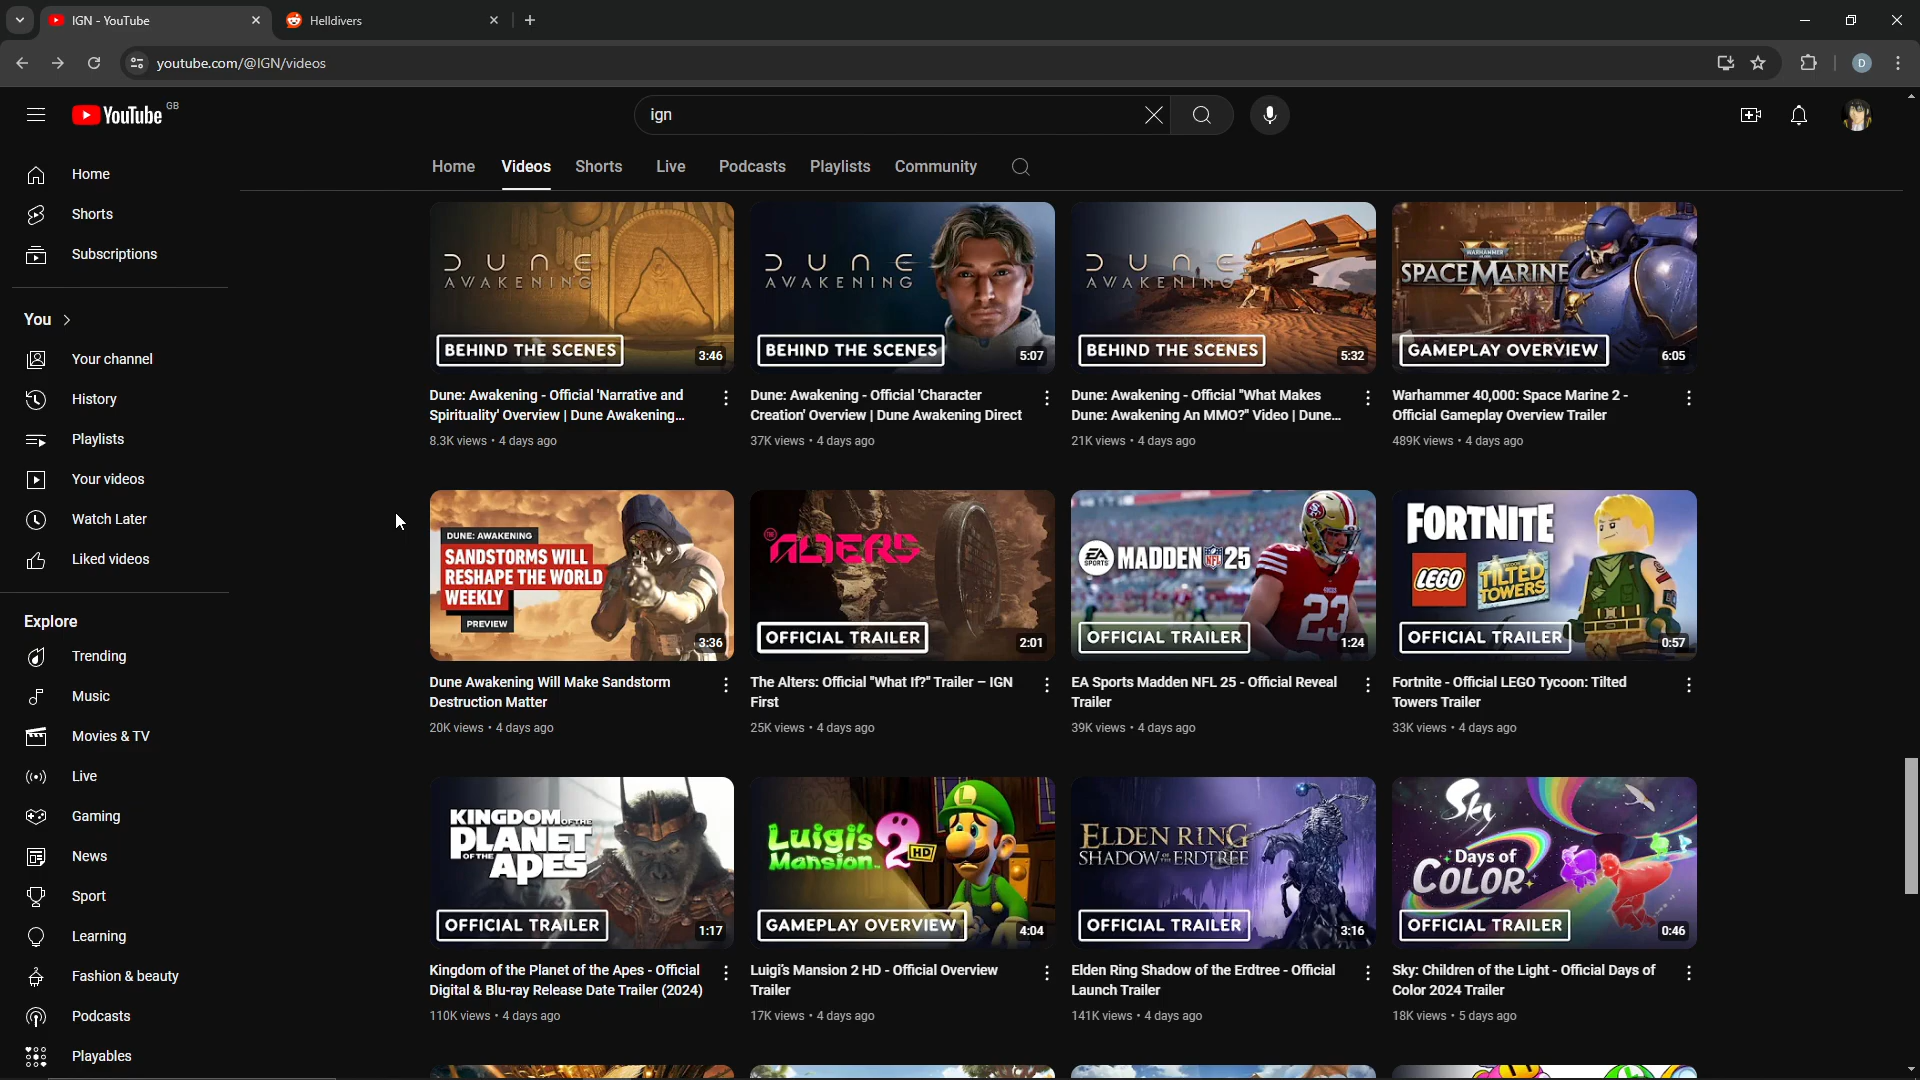 IGN - YouTube
Helldivers
youtube.com/@IGN/videos
D
YouTube GB
ign
Home Videos Shorts Live Podcasts Playlists Community
Home
Shorts
Subscriptions
You
Your channel
History
Playlists
Your videos
Watch Later
Liked videos
Explore
Trending
Music
Movies & TV
Live
Gaming
News
Sport
Learning
Fashion & beauty
Podcasts
Playables
DUNE
AWAKENING
BEHIND THE SCENES
3:46
Dune: Awakening - Official 'Narrative and
Spirituality' Overview | Dune Awakening...
8.3K views • 4 days ago
DUNE
AWAKENING
BEHIND THE SCENES
5:07
Dune: Awakening - Official 'Character
Creation' Overview | Dune Awakening Direct
37K views • 4 days ago
DUNE
AWAKENING
BEHIND THE SCENES
5:32
Dune: Awakening - Official "What Makes
Dune: Awakening An MMO?" Video | Dune...
21K views • 4 days ago
WARHAMMER
40,000
SPACE MARINE
GAMEPLAY OVERVIEW
6:05
Warhammer 40,000: Space Marine 2 -
Official Gameplay Overview Trailer
489K views • 4 days ago
DUNE: AWAKENING
SANDSTORMS WILL
RESHAPE THE WORLD
WEEKLY
PREVIEW
3:36
Dune Awakening Will Make Sandstorm
Destruction Matter
20K views • 4 days ago
THE ALTERS
OFFICIAL TRAILER
2:01
The Alters: Official "What If?" Trailer – IGN
First
25K views • 4 days ago
EA SPORTS MADDEN NFL 25
23
OFFICIAL TRAILER
1:24
EA Sports Madden NFL 25 - Official Reveal
Trailer
39K views • 4 days ago
FORTNITE
LEGO TILTED TOWERS
OFFICIAL TRAILER
0:57
Fortnite - Official LEGO Tycoon: Tilted
Towers Trailer
33K views • 4 days ago
KINGDOM OF THE
PLANET
OF THE APES
OFFICIAL TRAILER
1:17
Kingdom of the Planet of the Apes - Official
Digital & Blu-ray Release Date Trailer (2024)
110K views • 4 days ago
Luigi's
Mansion 2 HD
GAMEPLAY OVERVIEW
4:04
Luigi's Mansion 2 HD - Official Overview
Trailer
17K views • 4 days ago
ELDEN RING
SHADOW OF THE ERDTREE
OFFICIAL TRAILER
3:16
Elden Ring Shadow of the Erdtree - Official
Launch Trailer
141K views • 4 days ago
Sky
Days of
COLOR
OFFICIAL TRAILER
0:46
Sky: Children of the Light - Official Days of
Color 2024 Trailer
18K views • 5 days ago